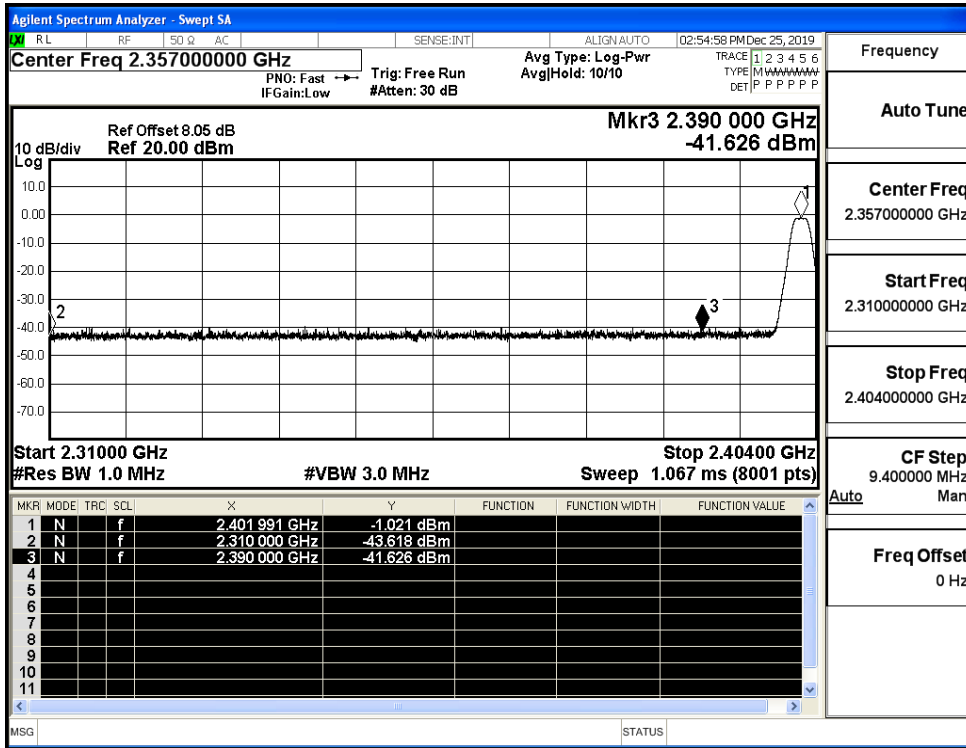 Agilent Spectrum Analyzer - Swept SA
LXI RL RF 50 Ω AC SENSE:INT ALIGN AUTO 02:54:58 PM Dec 25, 2019
Center Freq 2.357000000 GHz
PNO: Fast
IFGain:Low
Trig: Free Run
#Atten: 30 dB
Avg Type: Log-Pwr
Avg|Hold: 10/10
TRACE 1 2 3 4 5 6
TYPE M WWWWW
DET P P P P P P
Mkr3 2.390 000 GHz
-41.626 dBm
Ref Offset 8.05 dB
10 dB/div Ref 20.00 dBm
Log
10.0
0.00
-10.0
-20.0
-30.0
-40.0
-50.0
-60.0
-70.0
1
2
3
Start 2.31000 GHz Stop 2.40400 GHz
#Res BW 1.0 MHz #VBW 3.0 MHz Sweep 1.067 ms (8001 pts)
MKR MODE TRC SCL X Y FUNCTION FUNCTION WIDTH FUNCTION VALUE
1 N f 2.401 991 GHz -1.021 dBm
2 N f 2.310 000 GHz -43.618 dBm
3 N f 2.390 000 GHz -41.626 dBm
4
5
6
7
8
9
10
11
MSG STATUS
Frequency
Auto Tune
Center Freq
2.357000000 GHz
Start Freq
2.310000000 GHz
Stop Freq
2.404000000 GHz
CF Step
9.400000 MHz
Auto Man
Freq Offset
0 Hz